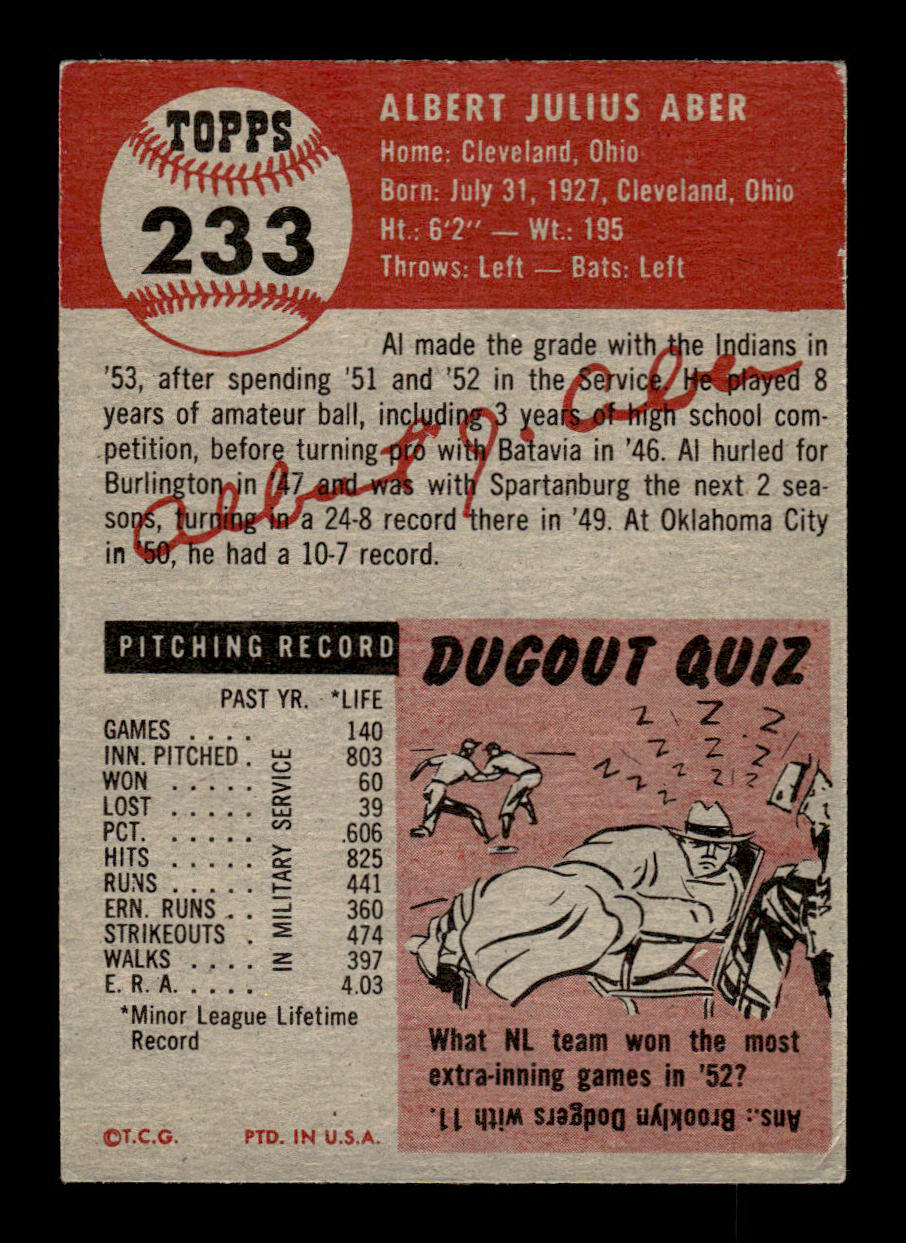 TOPPS
233
ALBERT JULIUS ABER
Home: Cleveland, Ohio
Born: July 31, 1927, Cleveland, Ohio
Ht.: 6'2" — Wt.: 195
Throws: Left — Bats: Left
Al made the grade with the Indians in
'53, after spending '51 and '52 in the Service. He played 8
years of amateur ball, including 3 years of high school com-
petition, before turning pro with Batavia in '46. Al hurled for
Burlington in '47 and was with Spartanburg the next 2 sea-
sons, turning in a 24-8 record there in '49. At Oklahoma City
in '50, he had a 10-7 record.
Albert J. Aber
PITCHING RECORD
PAST YR. *LIFE
GAMES . . . . 140
INN. PITCHED . 803
WON . . . . . 60
LOST . . . . . 39
PCT. . . . . . .606
HITS . . . . . 825
RUNS . . . . . 441
ERN. RUNS . . 360
STRIKEOUTS . 474
WALKS . . . . 397
E. R. A. . . . . 4.03
IN MILITARY SERVICE
*Minor League Lifetime
Record
©T.C.G. PTD. IN U.S.A.
DUGOUT QUIZ
Z Z Z
Z Z Z
Z Z Z Z Z
Z
What NL team won the most
extra-inning games in '52?
Ans.: Brooklyn Dodgers with 11.